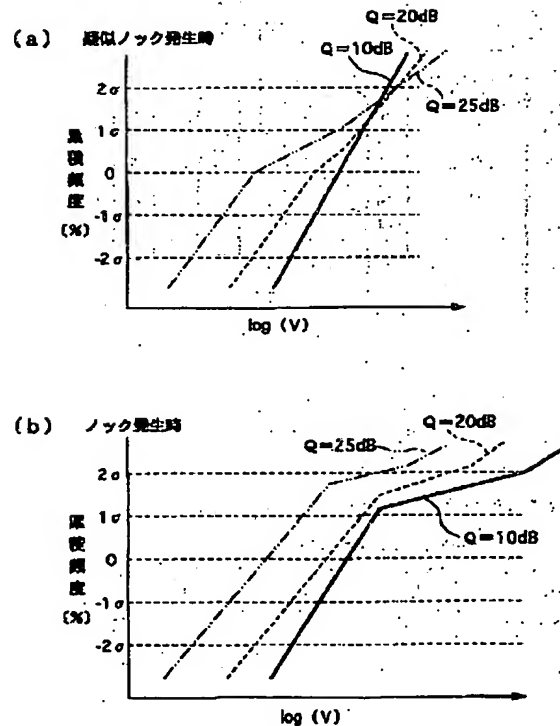 (a) 疑似ノック発生時
Q=20dB
Q=10dB
Q=25dB
2σ
1σ
0
-1σ
-2σ
累積頻度(%)
log (V)
(b) ノック発生時
Q=25dB
Q=20dB
Q=10dB
2σ
1σ
0
-1σ
-2σ
累積頻度(%)
log (V)